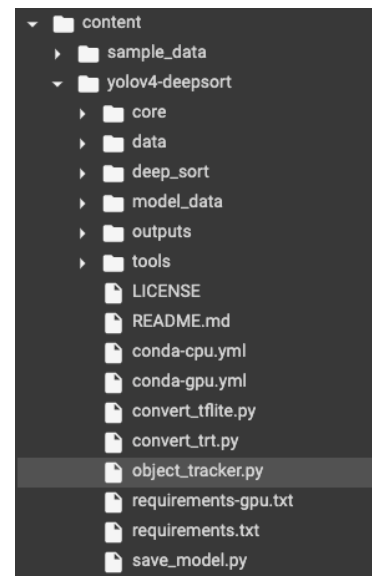 content
sample_data
yolov4-deepsort
core
data
deep_sort
model_data
outputs
tools
LICENSE
README.md
conda-cpu.yml
conda-gpu.yml
convert_tflite.py
convert_trt.py
object_tracker.py
requirements-gpu.txt
requirements.txt
save_model.py